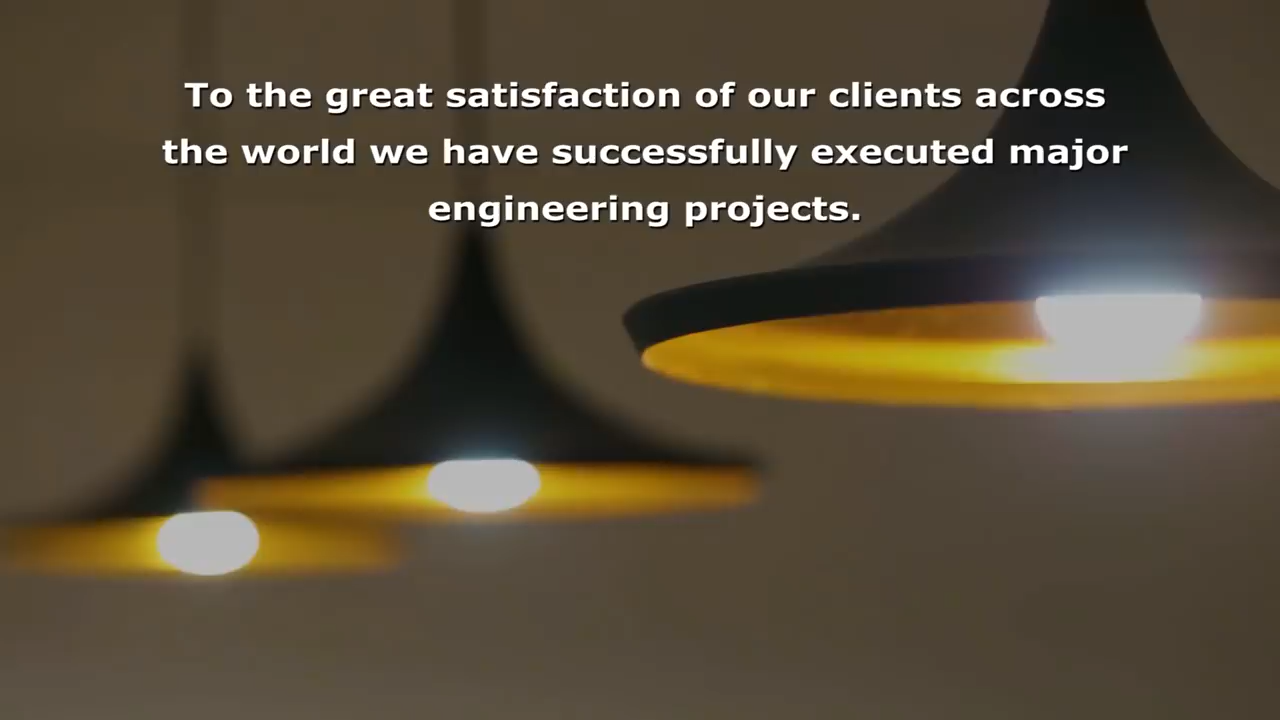 To the great satisfaction of our clients across
the world we have successfully executed major
engineering projects.